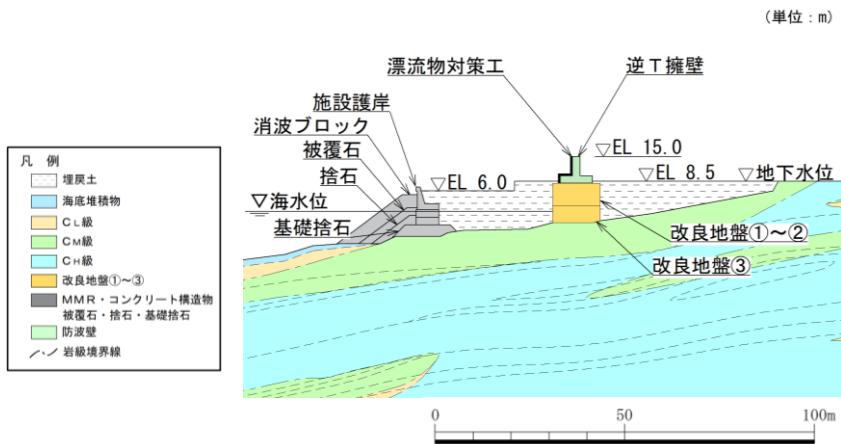 (単位：m)
漂流物対策工
逆Ｔ擁壁
施設護岸
消波ブロック
被覆石
捨石
▽海水位
基礎捨石
▽EL 15.0
▽EL 6.0
▽EL 8.5
▽地下水位
改良地盤①～②
改良地盤③
凡 例
埋戻土
海底堆積物
ＣＬ級
ＣＭ級
ＣＨ級
改良地盤①～③
ＭＭＲ・コンクリート構造物
被覆石・捨石・基礎捨石
防波壁
岩級境界線
0
50
100m